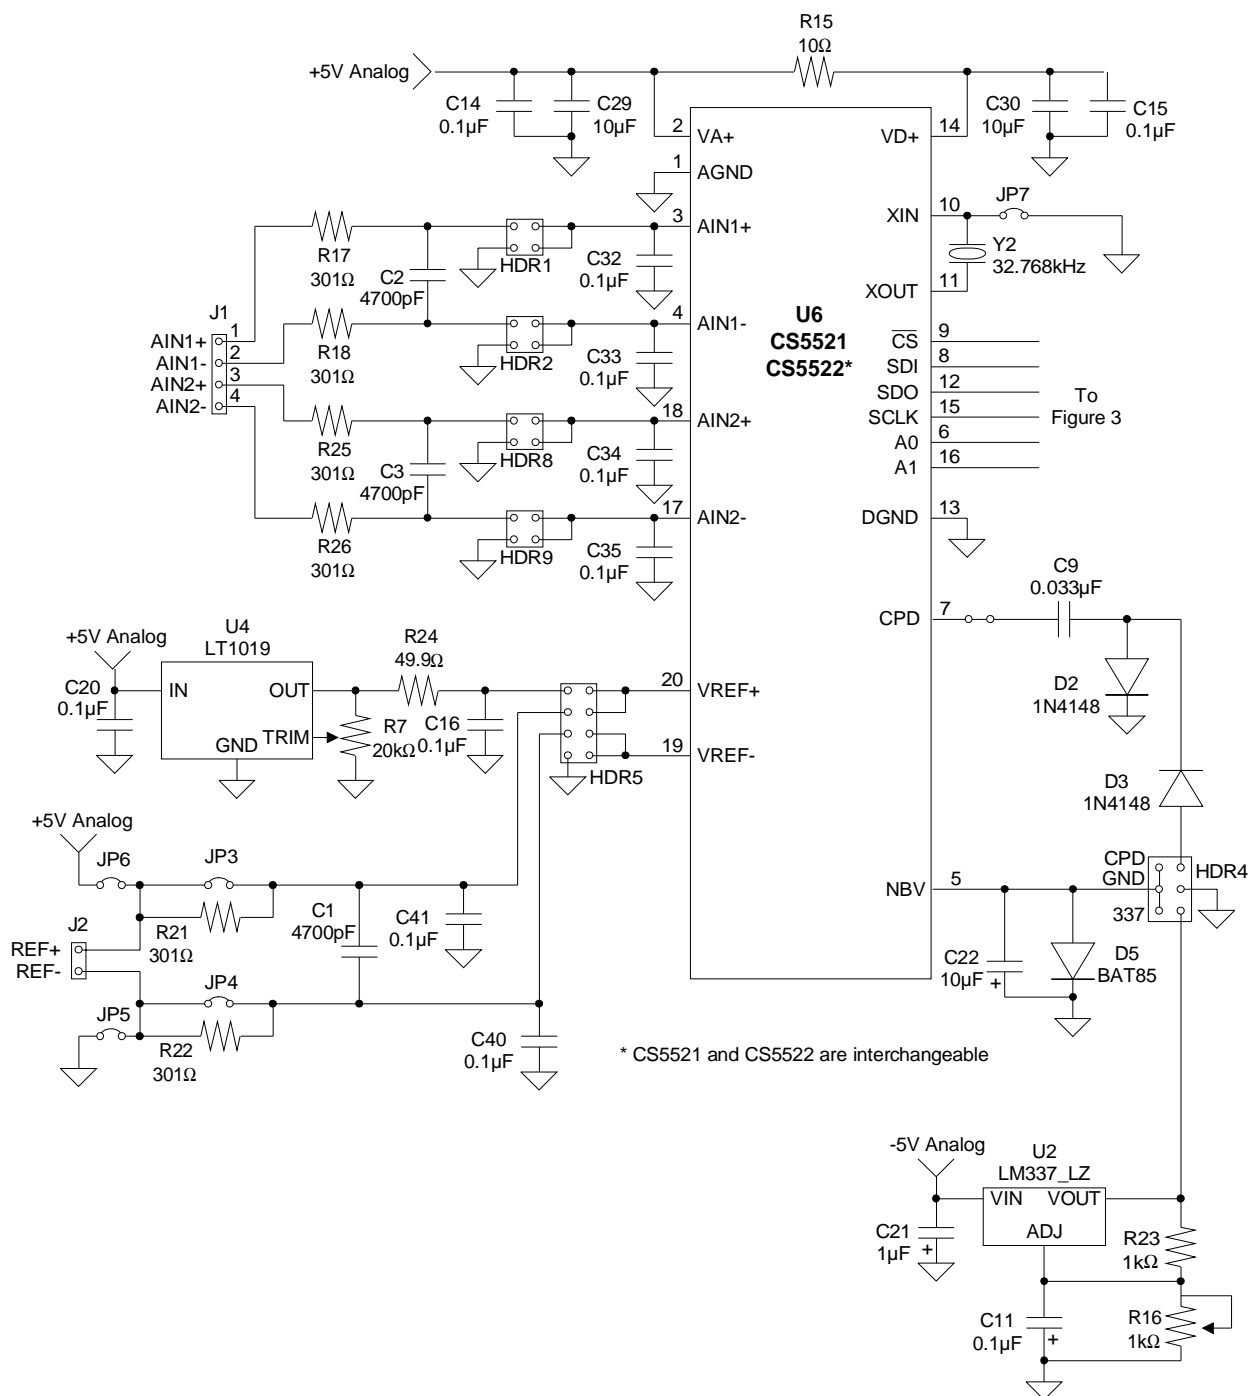 R15
10Ω
+5V Analog
C14
0.1µF
C29
10µF
C30
10µF
C15
0.1µF
2
VA+
VD+
14
1
AGND
XIN
10
JP7
Y2
32.768kHz
XOUT
11
3
AIN1+
R17
301Ω
C2
4700pF
HDR1
C32
0.1µF
U6
CS5521
CS5522*
4
AIN1-
R18
301Ω
HDR2
C33
0.1µF
J1
AIN1+
1
AIN1-
2
AIN2+
3
AIN2-
4
CS
9
SDI
8
SDO
12
SCLK
15
A0
6
A1
16
To
Figure 3
18
AIN2+
R25
301Ω
C3
4700pF
HDR8
C34
0.1µF
17
AIN2-
R26
301Ω
HDR9
C35
0.1µF
DGND
13
C9
0.033µF
CPD
7
D2
1N4148
+5V Analog
U4
LT1019
C20
0.1µF
IN
OUT
GND
TRIM
R24
49.9Ω
R7
20kΩ
C16
0.1µF
HDR5
20
VREF+
19
VREF-
D3
1N4148
CPD
GND
337
HDR4
NBV
5
C22
10µF
+
D5
BAT85
+5V Analog
JP6
JP3
R21
301Ω
C1
4700pF
C41
0.1µF
J2
REF+
REF-
JP5
JP4
R22
301Ω
C40
0.1µF
* CS5521 and CS5522 are interchangeable
-5V Analog
U2
LM337_LZ
VIN
VOUT
ADJ
C21
1µF
+
R23
1kΩ
C11
0.1µF
+
R16
1kΩ